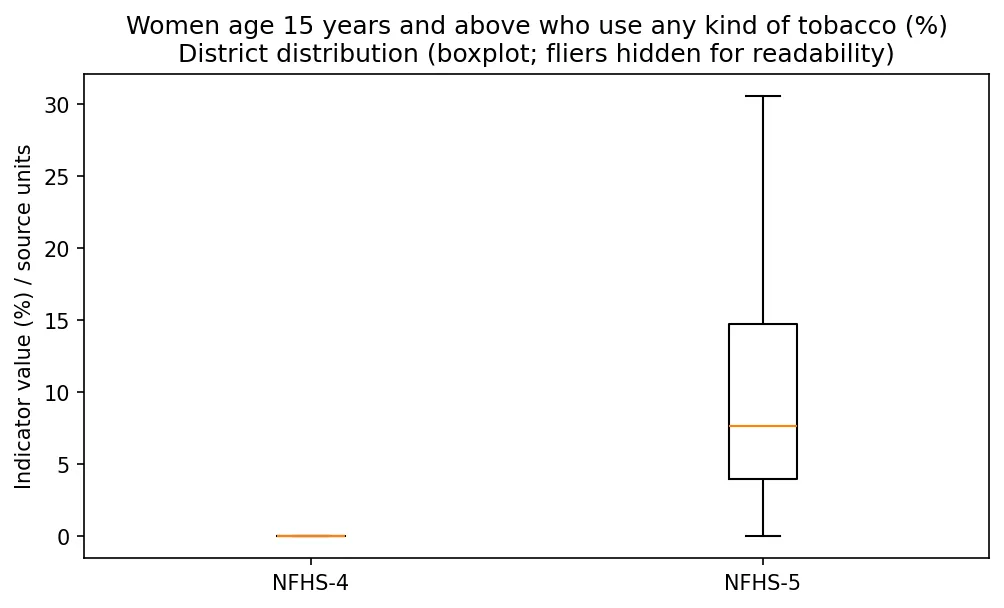 Women age 15 years and above who use any kind of tobacco (%)
District distribution (boxplot; fliers hidden for readability)
Indicator value (%) / source units
30
25
20
15
10
5
0
NFHS-4
NFHS-5